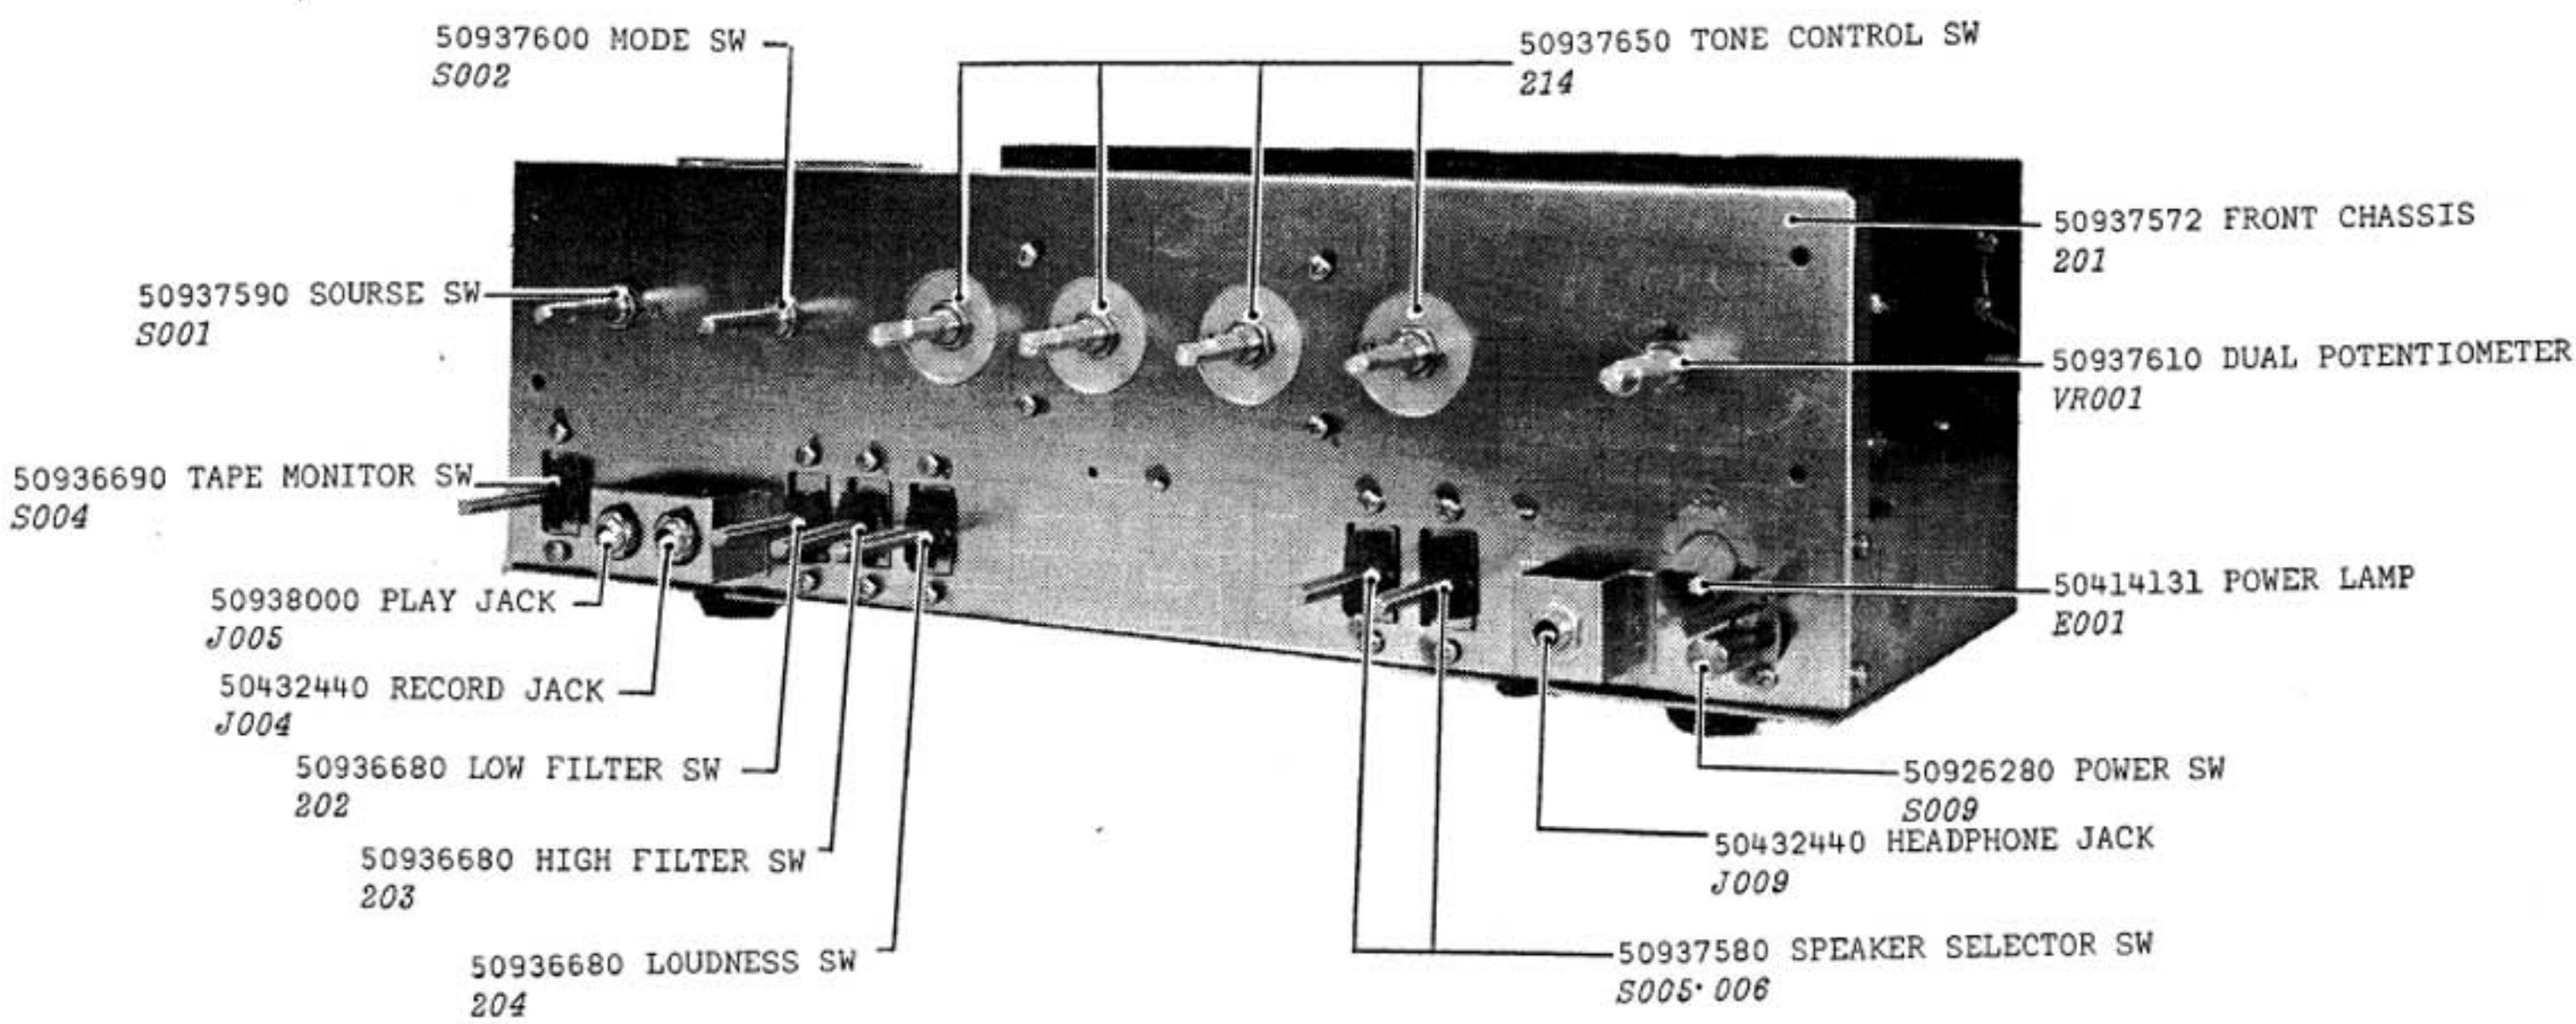 50937600 MODE SW
S002
50937650 TONE CONTROL SW
214
50937572 FRONT CHASSIS
201
50937590 SOURSE SW
S001
50937610 DUAL POTENTIOMETER
VR001
50936690 TAPE MONITOR SW
S004
50414131 POWER LAMP
E001
50938000 PLAY JACK
J005
50432440 RECORD JACK
J004
50936680 LOW FILTER SW
202
50926280 POWER SW
S009
50936680 HIGH FILTER SW
203
50432440 HEADPHONE JACK
J009
50936680 LOUDNESS SW
204
50937580 SPEAKER SELECTOR SW
S005·006